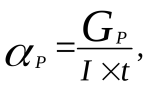 α_P = G_P / I × t,